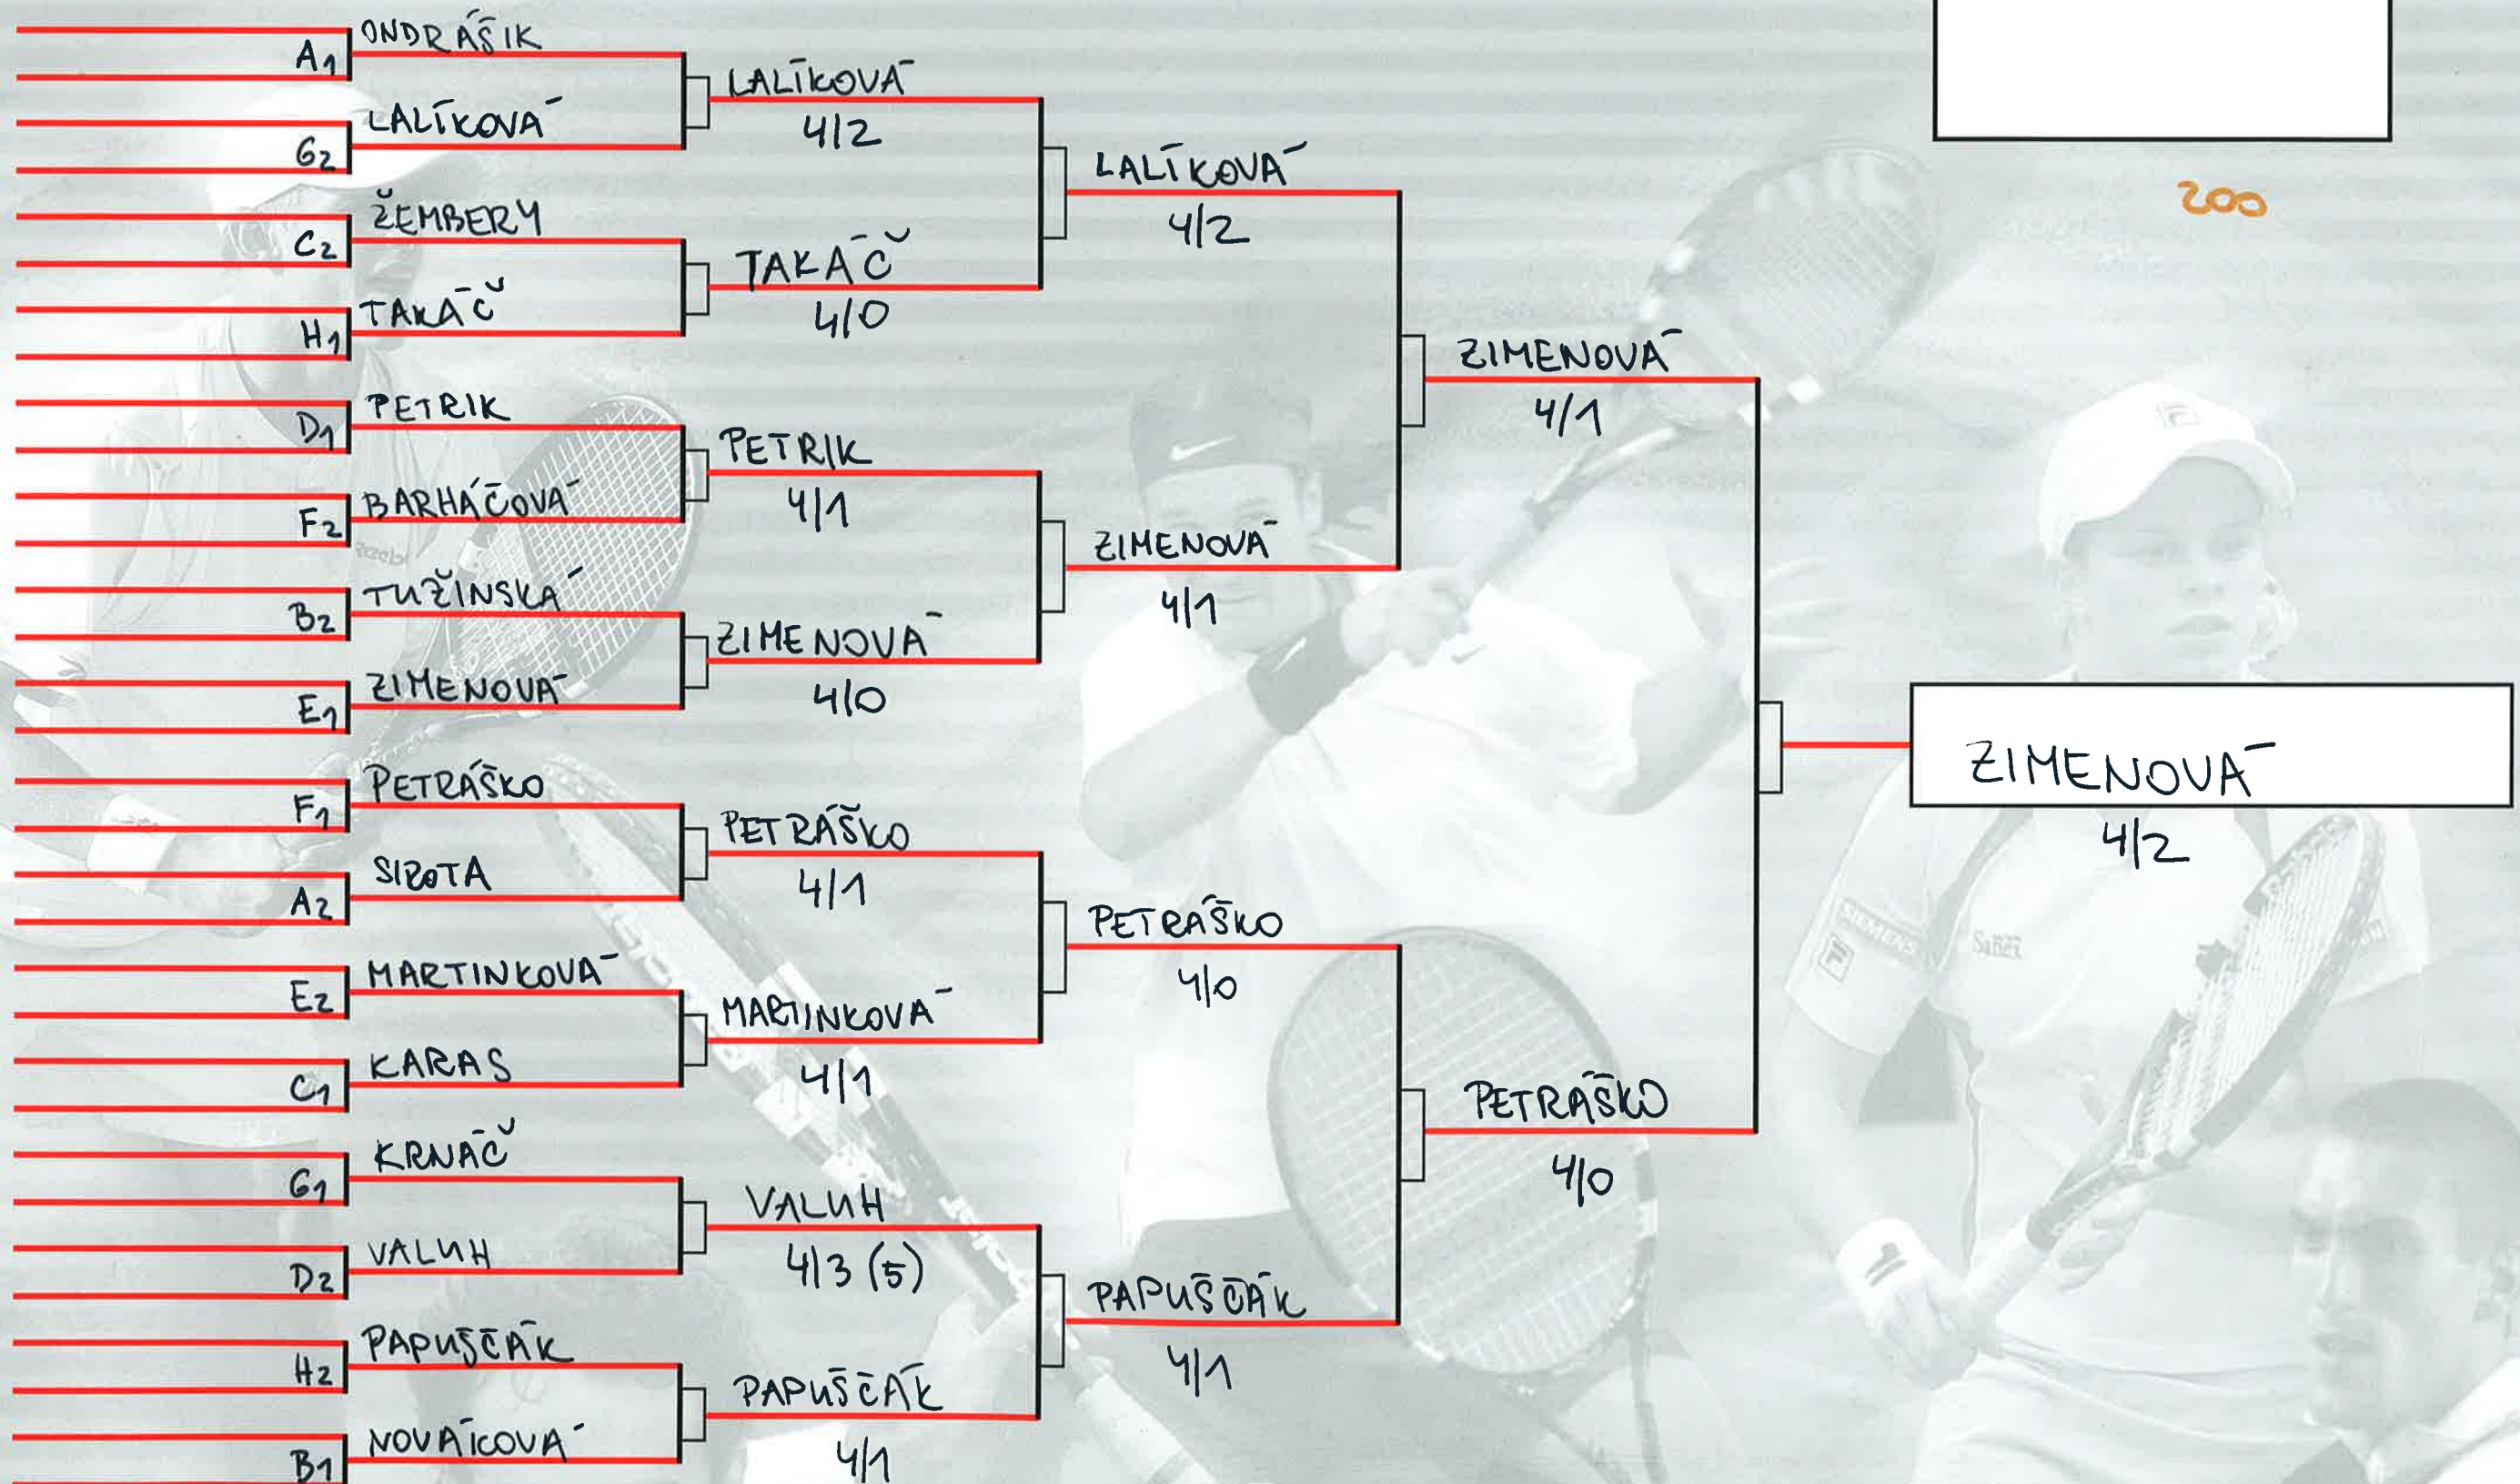 ONDRÁŠIK
A1
LALÍKOVÁ
G2
ŽEMBERY
C2
TAKÁČ
H1
PETRIK
D1
BARHÁČOVÁ
F2
TUŽINSKÁ
B2
ZIMENOVÁ
E1
PETRÁŠKO
F1
SIROTA
A2
MARTINKOVÁ
E2
KARAS
C1
KRNÁČ
G1
VALUH
D2
PAPUŠČÁK
H2
NOVÁKOVÁ
B1
LALÍKOVÁ
4/2
TAKÁČ
4/0
PETRIK
4/1
ZIMENOVÁ
4/0
PETRÁŠKO
4/1
MARTINKOVÁ
4/1
VALUH
4/3 (5)
PAPUŠČÁK
4/1
LALÍKOVÁ
4/2
ZIMENOVÁ
4/1
PETRÁŠKO
4/0
PAPUŠČÁK
4/1
ZIMENOVÁ
4/1
PETRÁŠKO
4/0
ZIMENOVÁ
4/2
200
SIEMENS